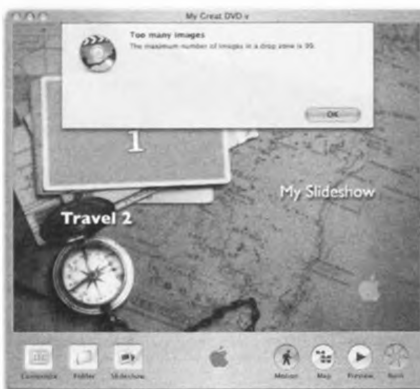 My Great DVD
Too many images
The maximum number of images in a drop zone is 99.
OK
1
My Slideshow
Travel 2
Customize
Folder
Slideshow
Motion
Map
Preview
Burn